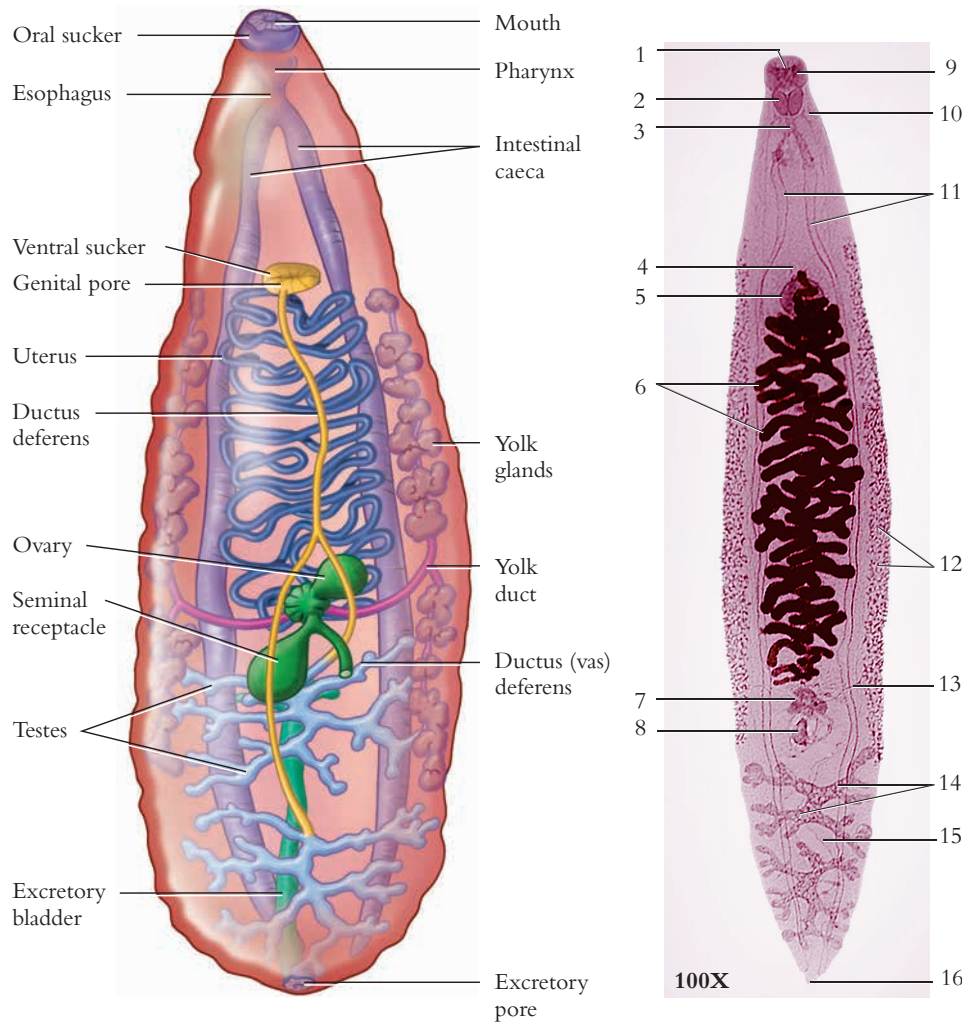 Oral sucker
Esophagus
Ventral sucker
Genital pore
Uterus
Ductus
deferens
Ovary
Seminal
receptacle
Testes
Excretory
bladder
Mouth
Pharynx
Intestinal
caeca
Yolk
glands
Yolk
duct
Ductus (vas)
deferens
Excretory
pore
1
2
3
4
5
6
7
8
100X
9
10
11
12
13
14
15
16